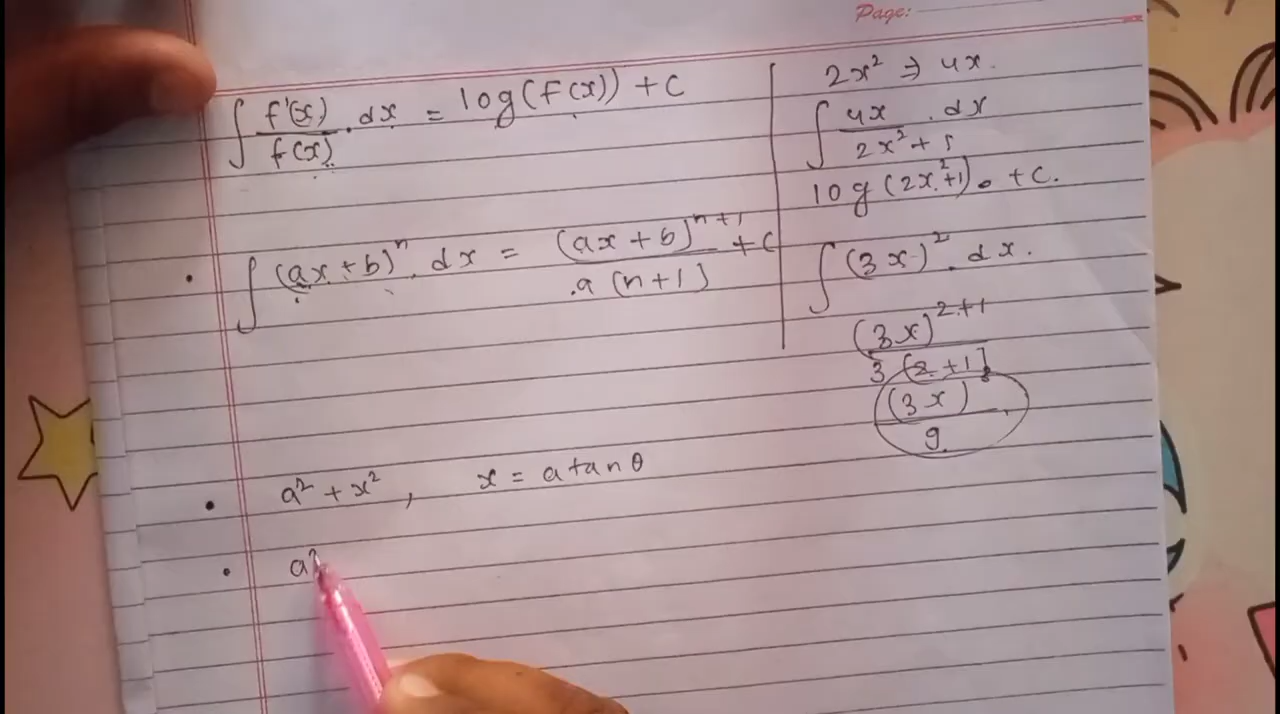 Page:
∫ f'(x)/f(x) . dx = log(f(x)) + C
∫ (ax + b)^n . dx = (ax + b)^(n+1) / a(n+1] + C
a² + x² , x = a tan θ
a²
2x² ⇒ 4x.
∫ 4x/2x²+1 . dx
log(2x²+1). + C.
∫ (3x)² . dx.
(3x)^(2+1) / 3[2+1]
(3x)³ / 9